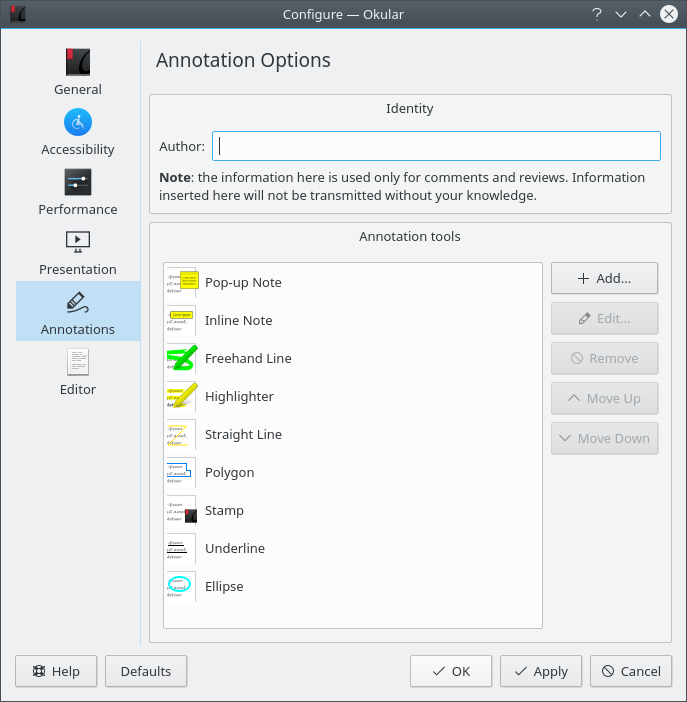 Configure — Okular
General
Accessibility
Performance
Presentation
Annotations
Editor
Annotation Options
Identity
Author:
Note: the information here is used only for comments and reviews. Information
inserted here will not be transmitted without your knowledge.
Annotation tools
Pop-up Note
Inline Note
Freehand Line
Highlighter
Straight Line
Polygon
Stamp
Underline
Ellipse
Add...
Edit...
Remove
Move Up
Move Down
Help
Defaults
OK
Apply
Cancel